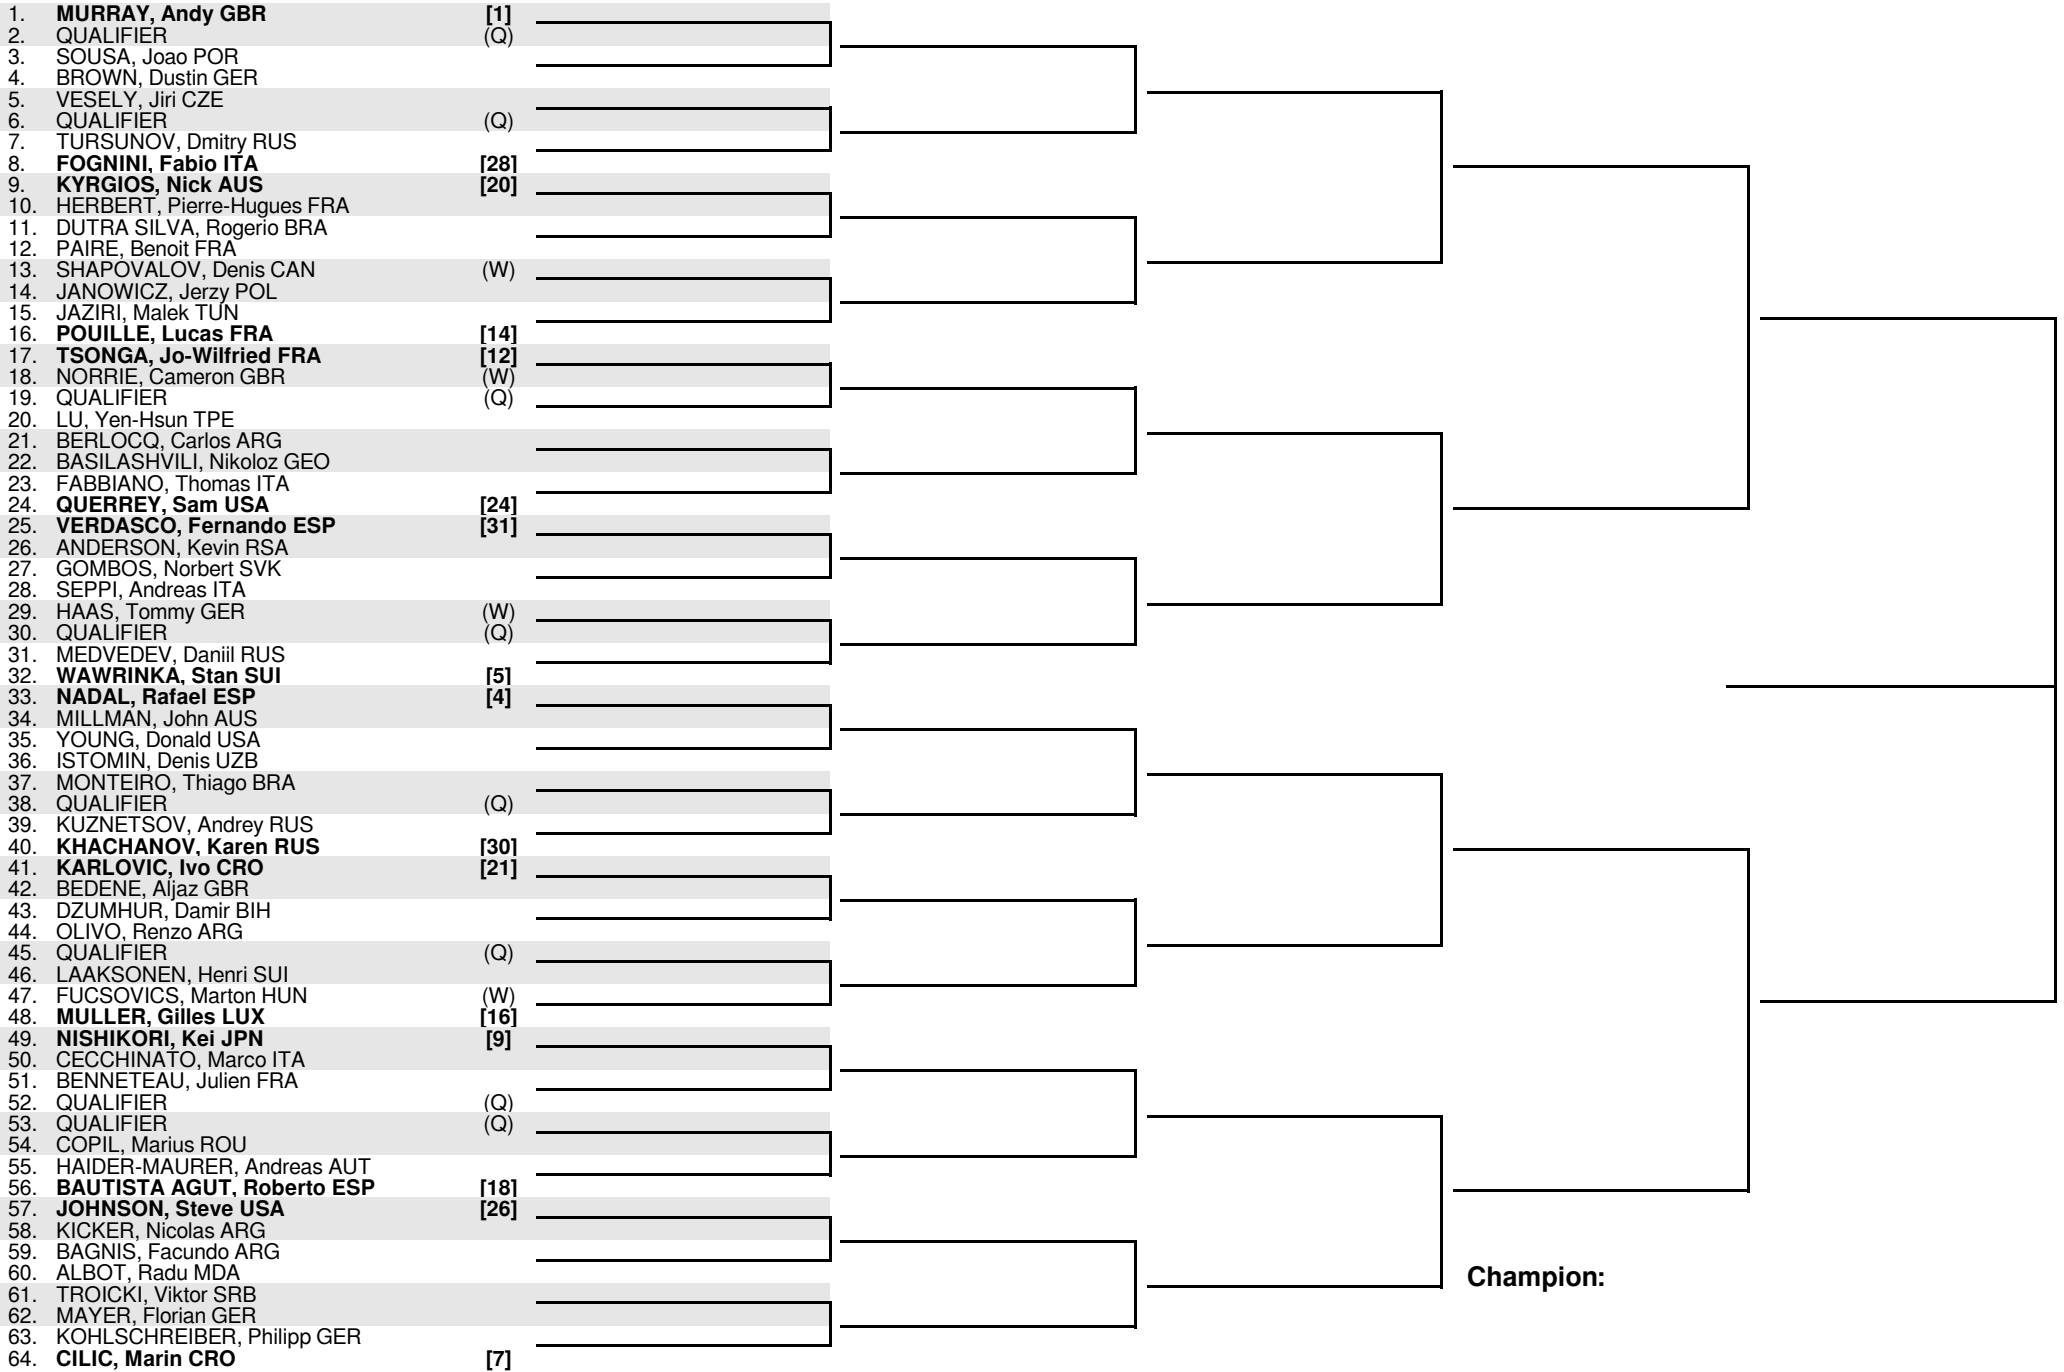 1. MURRAY, Andy GBR [1]
2. QUALIFIER (Q)
3. SOUSA, Joao POR
4. BROWN, Dustin GER
5. VESELY, Jiri CZE
6. QUALIFIER (Q)
7. TURSUNOV, Dmitry RUS
8. FOGNINI, Fabio ITA [28]
9. KYRGIOS, Nick AUS [20]
10. HERBERT, Pierre-Hugues FRA
11. DUTRA SILVA, Rogerio BRA
12. PAIRE, Benoit FRA
13. SHAPOVALOV, Denis CAN (W)
14. JANOWICZ, Jerzy POL
15. JAZIRI, Malek TUN
16. POUILLE, Lucas FRA [14]
17. TSONGA, Jo-Wilfried FRA [12]
18. NORRIE, Cameron GBR (W)
19. QUALIFIER (Q)
20. LU, Yen-Hsun TPE
21. BERLOCQ, Carlos ARG
22. BASILASHVILI, Nikoloz GEO
23. FABBIANO, Thomas ITA
24. QUERREY, Sam USA [24]
25. VERDASCO, Fernando ESP [31]
26. ANDERSON, Kevin RSA
27. GOMBOS, Norbert SVK
28. SEPPI, Andreas ITA
29. HAAS, Tommy GER (W)
30. QUALIFIER (Q)
31. MEDVEDEV, Daniil RUS
32. WAWRINKA, Stan SUI [5]
33. NADAL, Rafael ESP [4]
34. MILLMAN, John AUS
35. YOUNG, Donald USA
36. ISTOMIN, Denis UZB
37. MONTEIRO, Thiago BRA
38. QUALIFIER (Q)
39. KUZNETSOV, Andrey RUS
40. KHACHANOV, Karen RUS [30]
41. KARLOVIC, Ivo CRO [21]
42. BEDENE, Aljaz GBR
43. DZUMHUR, Damir BIH
44. OLIVO, Renzo ARG
45. QUALIFIER (Q)
46. LAAKSONEN, Henri SUI
47. FUCSOVICS, Marton HUN (W)
48. MULLER, Gilles LUX [16]
49. NISHIKORI, Kei JPN [9]
50. CECCHINATO, Marco ITA
51. BENNETEAU, Julien FRA
52. QUALIFIER (Q)
53. QUALIFIER (Q)
54. COPIL, Marius ROU
55. HAIDER-MAURER, Andreas AUT
56. BAUTISTA AGUT, Roberto ESP [18]
57. JOHNSON, Steve USA [26]
58. KICKER, Nicolas ARG
59. BAGNIS, Facundo ARG
60. ALBOT, Radu MDA
61. TROICKI, Viktor SRB
62. MAYER, Florian GER
63. KOHLSCHREIBER, Philipp GER
64. CILIC, Marin CRO [7]
Champion: